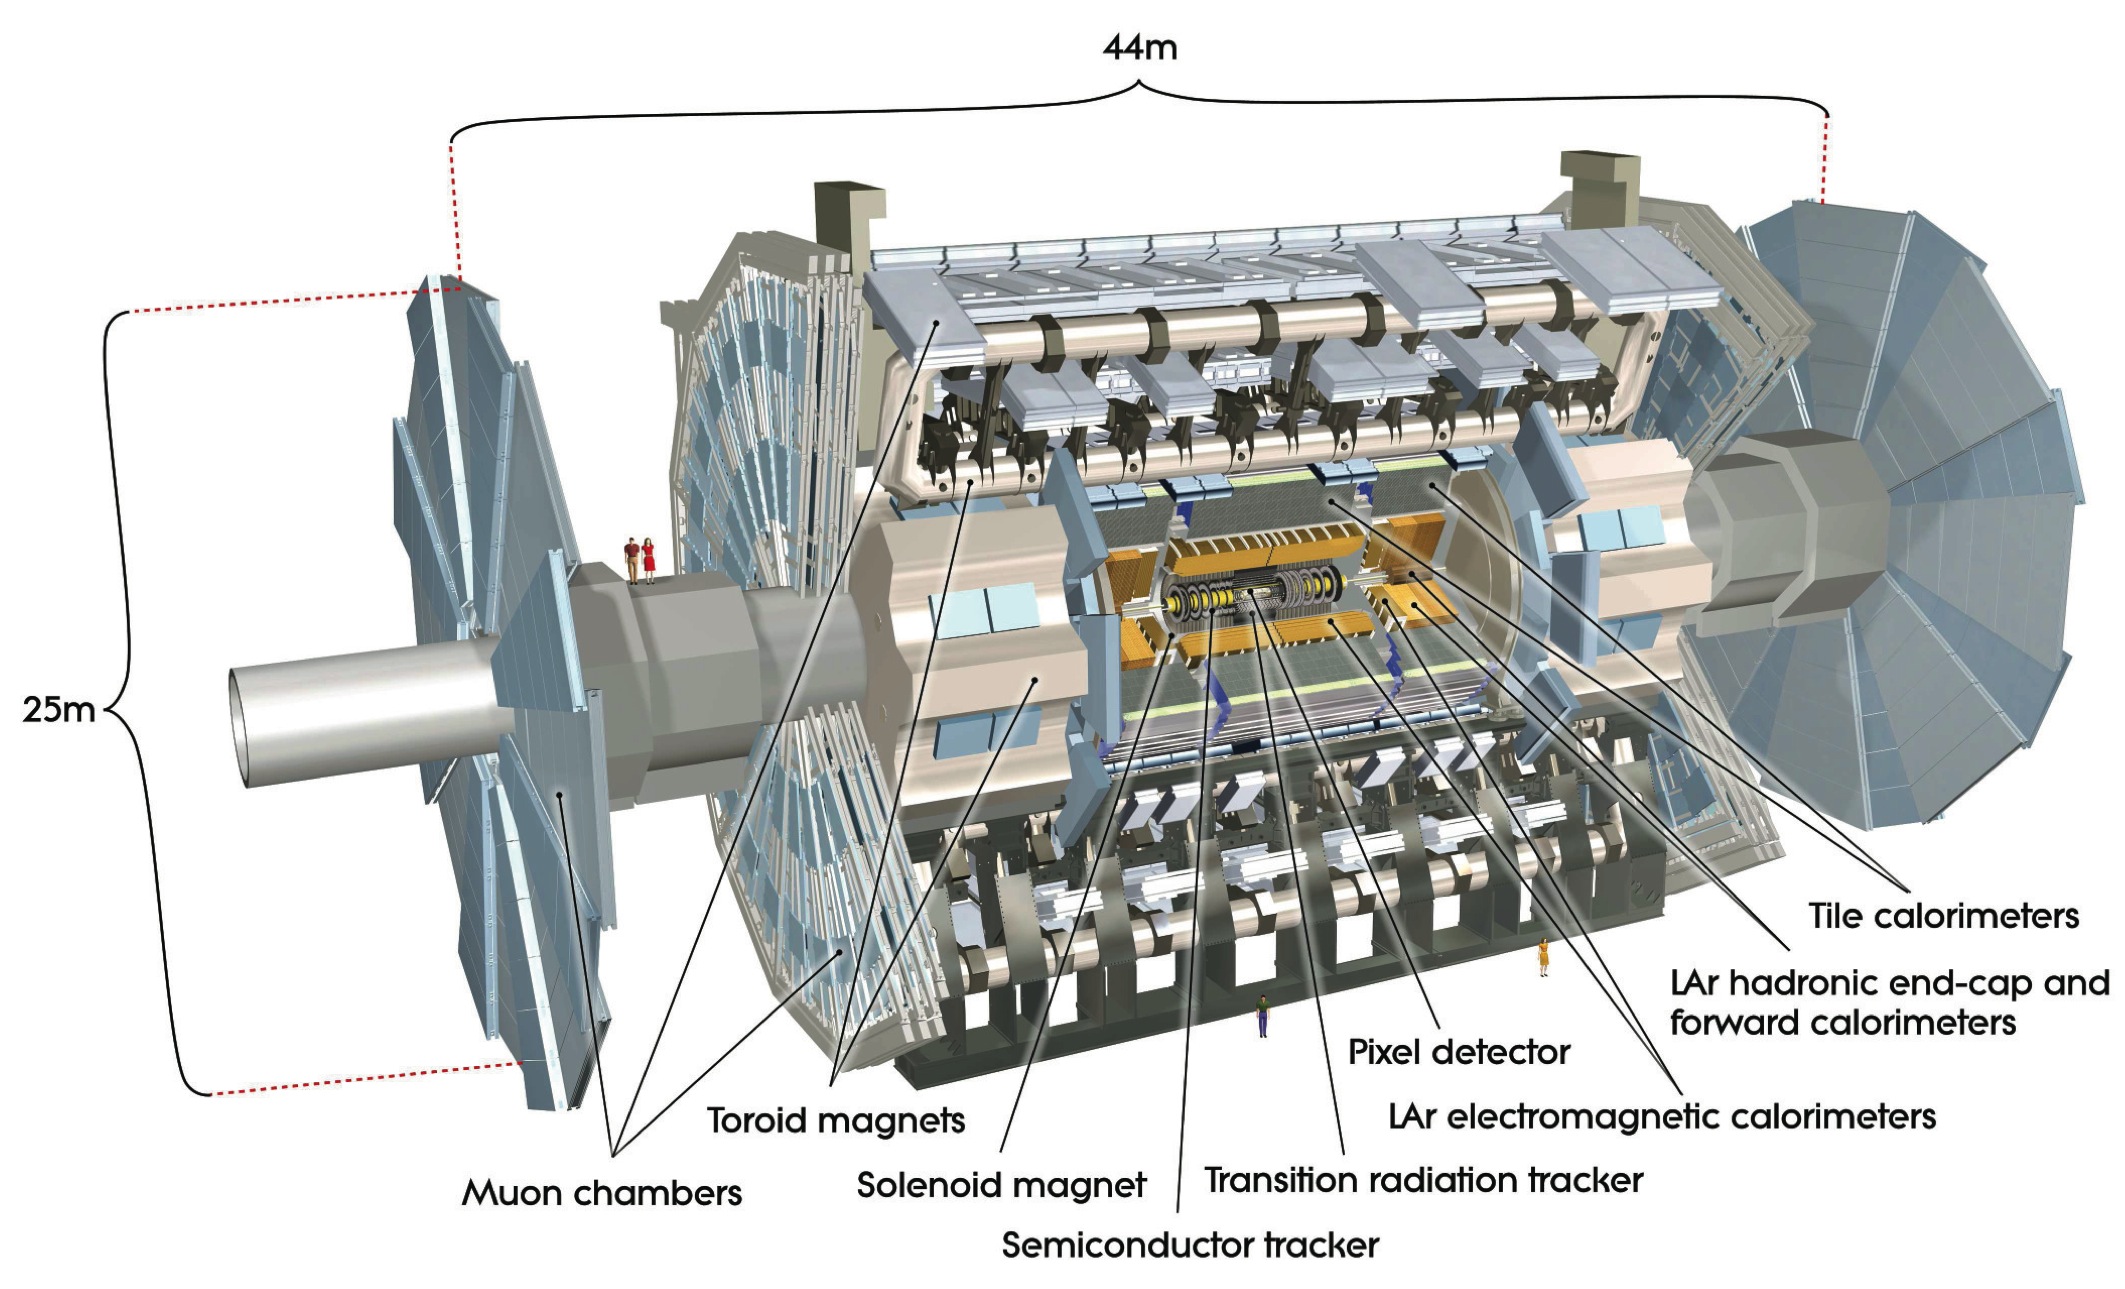 44m
25m
Tile calorimeters
LAr hadronic end-cap and
forward calorimeters
Pixel detector
LAr electromagnetic calorimeters
Toroid magnets
Solenoid magnet
Transition radiation tracker
Muon chambers
Semiconductor tracker